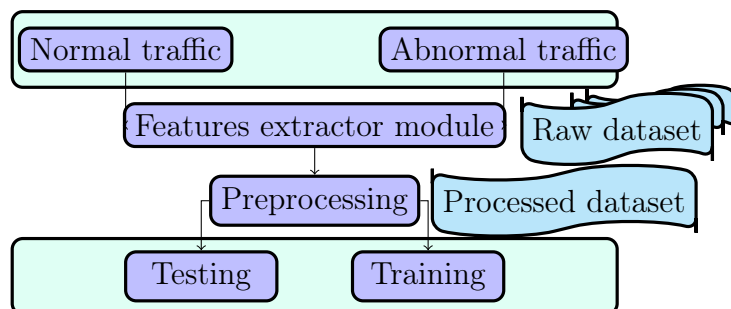 Normal traffic
Abnormal traffic
Features extractor module
Raw dataset
Preprocessing
Processed dataset
Testing
Training